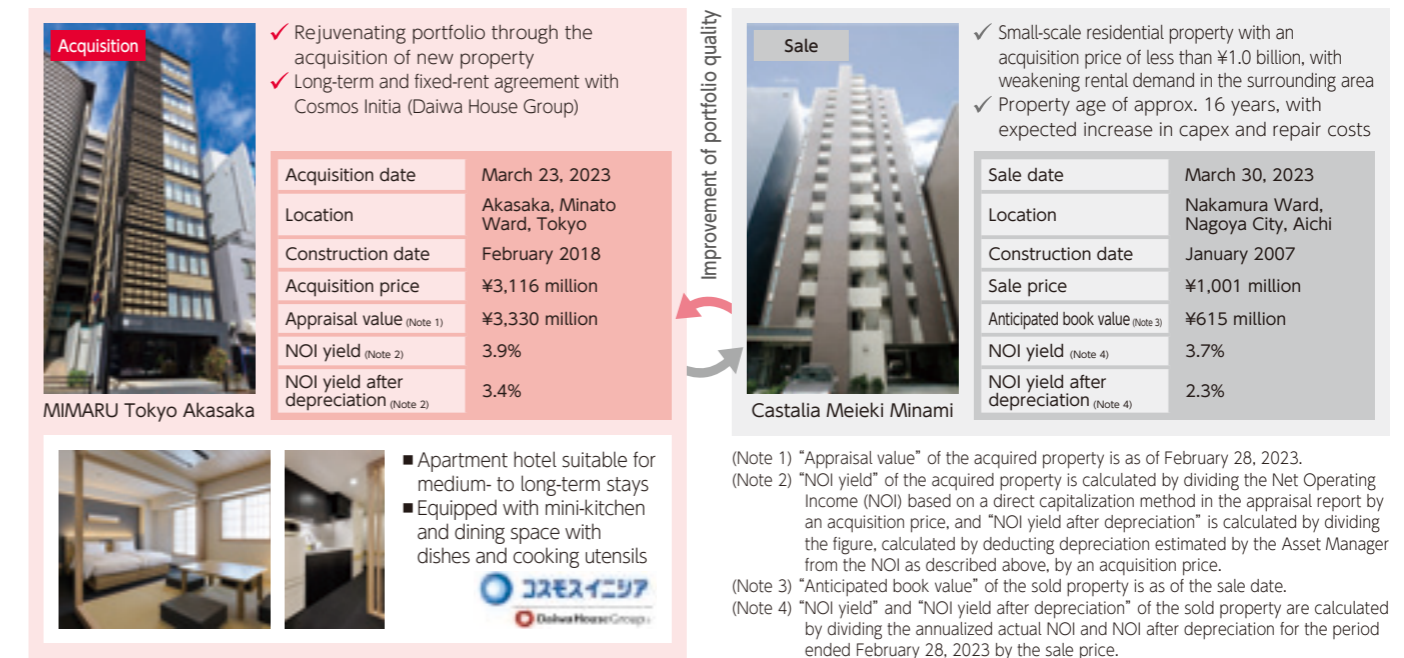 Acquisition
✓ Rejuvenating portfolio through the
acquisition of new property
✓ Long-term and fixed-rent agreement with
Cosmos Initia (Daiwa House Group)
Acquisition date March 23, 2023
Location Akasaka, Minato
Ward, Tokyo
Construction date February 2018
Acquisition price ¥3,116 million
Appraisal value (Note 1) ¥3,330 million
NOI yield (Note 2) 3.9%
NOI yield after
depreciation (Note 2) 3.4%
MIMARU Tokyo Akasaka
■ Apartment hotel suitable for
medium- to long-term stays
■ Equipped with mini-kitchen
and dining space with
dishes and cooking utensils
コスモスイニシア
Daiwa House Group
Improvement of portfolio quality
Sale
✓ Small-scale residential property with an
acquisition price of less than ¥1.0 billion, with
weakening rental demand in the surrounding area
✓ Property age of approx. 16 years, with
expected increase in capex and repair costs
Sale date March 30, 2023
Location Nakamura Ward,
Nagoya City, Aichi
Construction date January 2007
Sale price ¥1,001 million
Anticipated book value (Note 3) ¥615 million
NOI yield (Note 4) 3.7%
NOI yield after
depreciation (Note 4) 2.3%
Castalia Meieki Minami
(Note 1) “Appraisal value” of the acquired property is as of February 28, 2023.
(Note 2) “NOI yield” of the acquired property is calculated by dividing the Net Operating
Income (NOI) based on a direct capitalization method in the appraisal report by
an acquisition price, and “NOI yield after depreciation” is calculated by dividing
the figure, calculated by deducting depreciation estimated by the Asset Manager
from the NOI as described above, by an acquisition price.
(Note 3) “Anticipated book value” of the sold property is as of the sale date.
(Note 4) “NOI yield” and “NOI yield after depreciation” of the sold property are calculated
by dividing the annualized actual NOI and NOI after depreciation for the period
ended February 28, 2023 by the sale price.